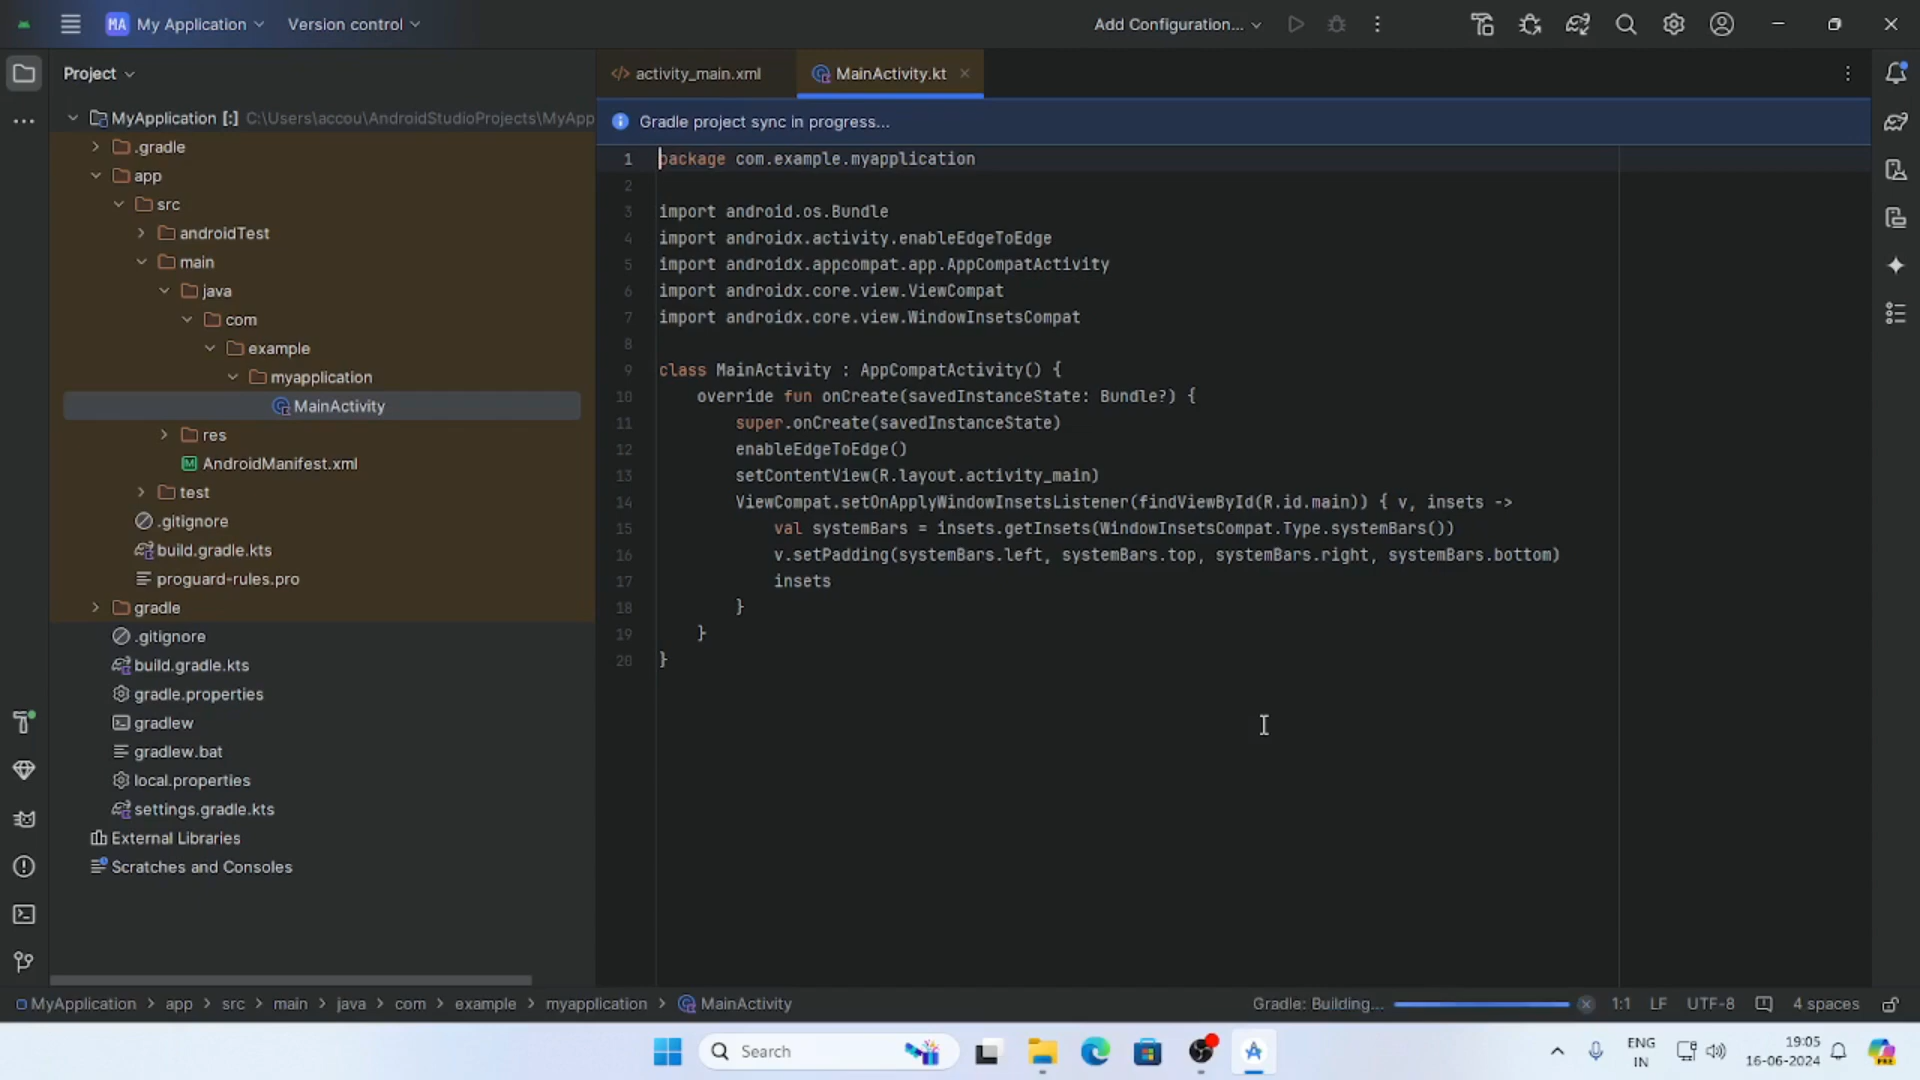 MA My Application
Version control
Add Configuration...
Project
MyApplication [:] C:\Users\accou\AndroidStudioProjects\MyApp
.gradle
app
src
androidTest
main
java
com
example
myapplication
MainActivity
res
AndroidManifest.xml
test
.gitignore
build.gradle.kts
proguard-rules.pro
gradle
.gitignore
build.gradle.kts
gradle.properties
gradlew
gradlew.bat
local.properties
settings.gradle.kts
External Libraries
Scratches and Consoles
activity_main.xml
MainActivity.kt
Gradle project sync in progress...
1 package com.example.myapplication
2
3 import android.os.Bundle
4 import androidx.activity.enableEdgeToEdge
5 import androidx.appcompat.app.AppCompatActivity
6 import androidx.core.view.ViewCompat
7 import androidx.core.view.WindowInsetsCompat
8
9 class MainActivity : AppCompatActivity() {
10 override fun onCreate(savedInstanceState: Bundle?) {
11 super.onCreate(savedInstanceState)
12 enableEdgeToEdge()
13 setContentView(R.layout.activity_main)
14 ViewCompat.setOnApplyWindowInsetsListener(findViewById(R.id.main)) { v, insets ->
15 val systemBars = insets.getInsets(WindowInsetsCompat.Type.systemBars())
16 v.setPadding(systemBars.left, systemBars.top, systemBars.right, systemBars.bottom)
17 insets
18 }
19 }
20 }
MyApplication > app > src > main > java > com > example > myapplication > MainActivity
Gradle: Building...
1:1 LF UTF-8 4 spaces
Search
ENG
IN
19:05
16-06-2024
PRE